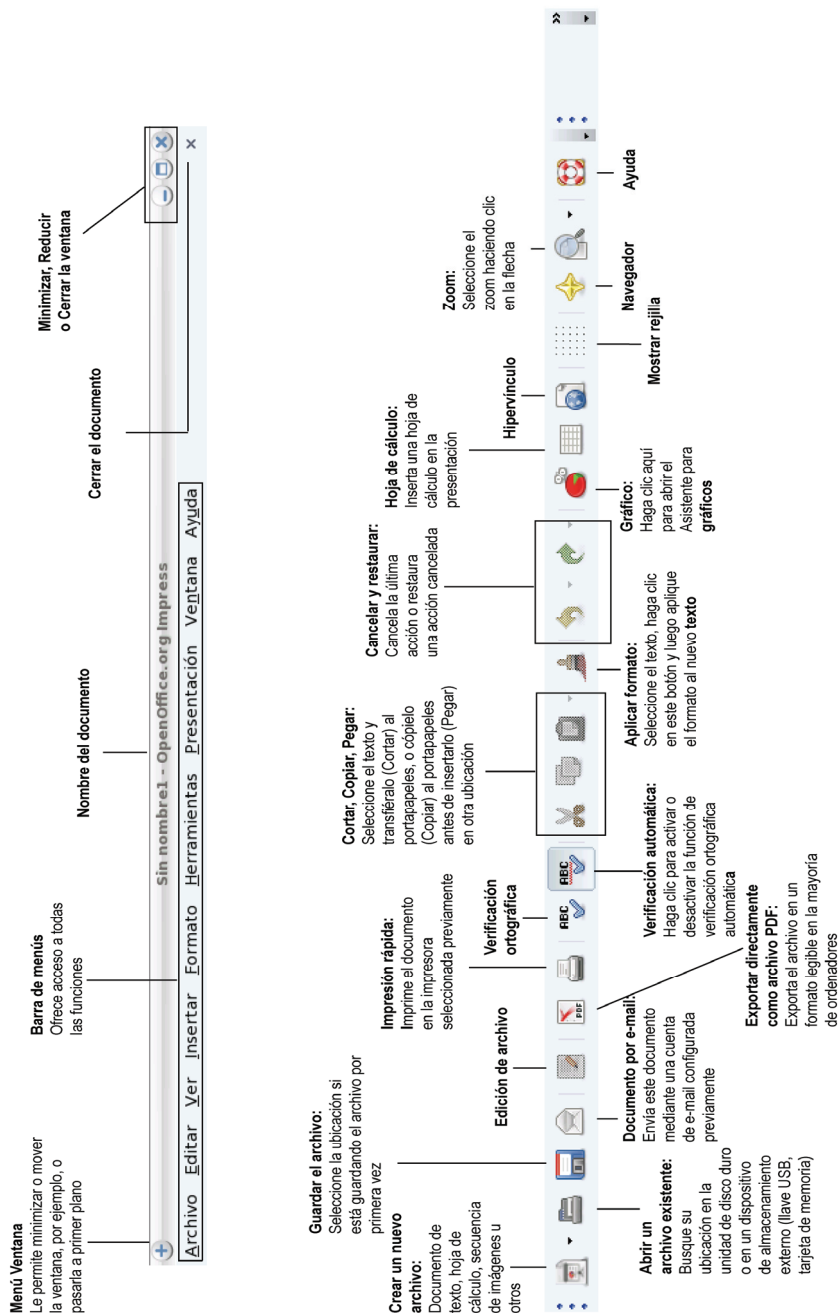 Menú Ventana
Le permite minimizar o mover
la ventana, por ejemplo, o
pasarla a primer plano
Barra de menús
Ofrece acceso a todas
las funciones
Nombre del documento
Cerrar el documento
Minimizar, Reducir
o Cerrar la ventana
Sin nombre1 - OpenOffice.org Impress
Archivo Editar Ver Insertar Formato Herramientas Presentación Ventana Ayuda
Crear un nuevo
archivo:
Documento de
texto, hoja de
cálculo, secuencia
de imágenes u
otros
Guardar el archivo:
Seleccione la ubicación si
está guardando el archivo por
primera vez
Edición de archivo
Impresión rápida:
Imprime el documento
en la impresora
seleccionada previamente
Verificación
ortográfica
Cortar, Copiar, Pegar:
Seleccione el texto y
transfiéralo (Cortar) al
portapapeles, o cópielo
(Copiar) al portapapeles
antes de insertarlo (Pegar)
en otra ubicación
Cancelar y restaurar:
Cancela la última
acción o restaura
una acción cancelada
Hoja de cálculo:
Inserta una hoja de
cálculo en la
presentación
Hipervínculo
Zoom:
Seleccione el
zoom haciendo clic
en la flecha
PDF
ABC
ABC
Abrir un
archivo existente:
Busque su
ubicación en la
unidad de disco duro
o en un dispositivo
de almacenamiento
externo (llave USB,
tarjeta de memoria)
Documento por e-mail:
Envía este documento
mediante una cuenta
de e-mail configurada
previamente
Exportar directamente
como archivo PDF:
Exporta el archivo en un
formato legible en la mayoría
de ordenadores
Verificación automática:
Haga clic para activar o
desactivar la función de
verificación ortográfica
automática
Aplicar formato:
Seleccione el texto, haga clic
en este botón y luego aplique
el formato al nuevo texto
Gráfico:
Haga clic aquí
para abrir el
Asistente para
gráficos
Mostrar rejilla
Navegador
Ayuda